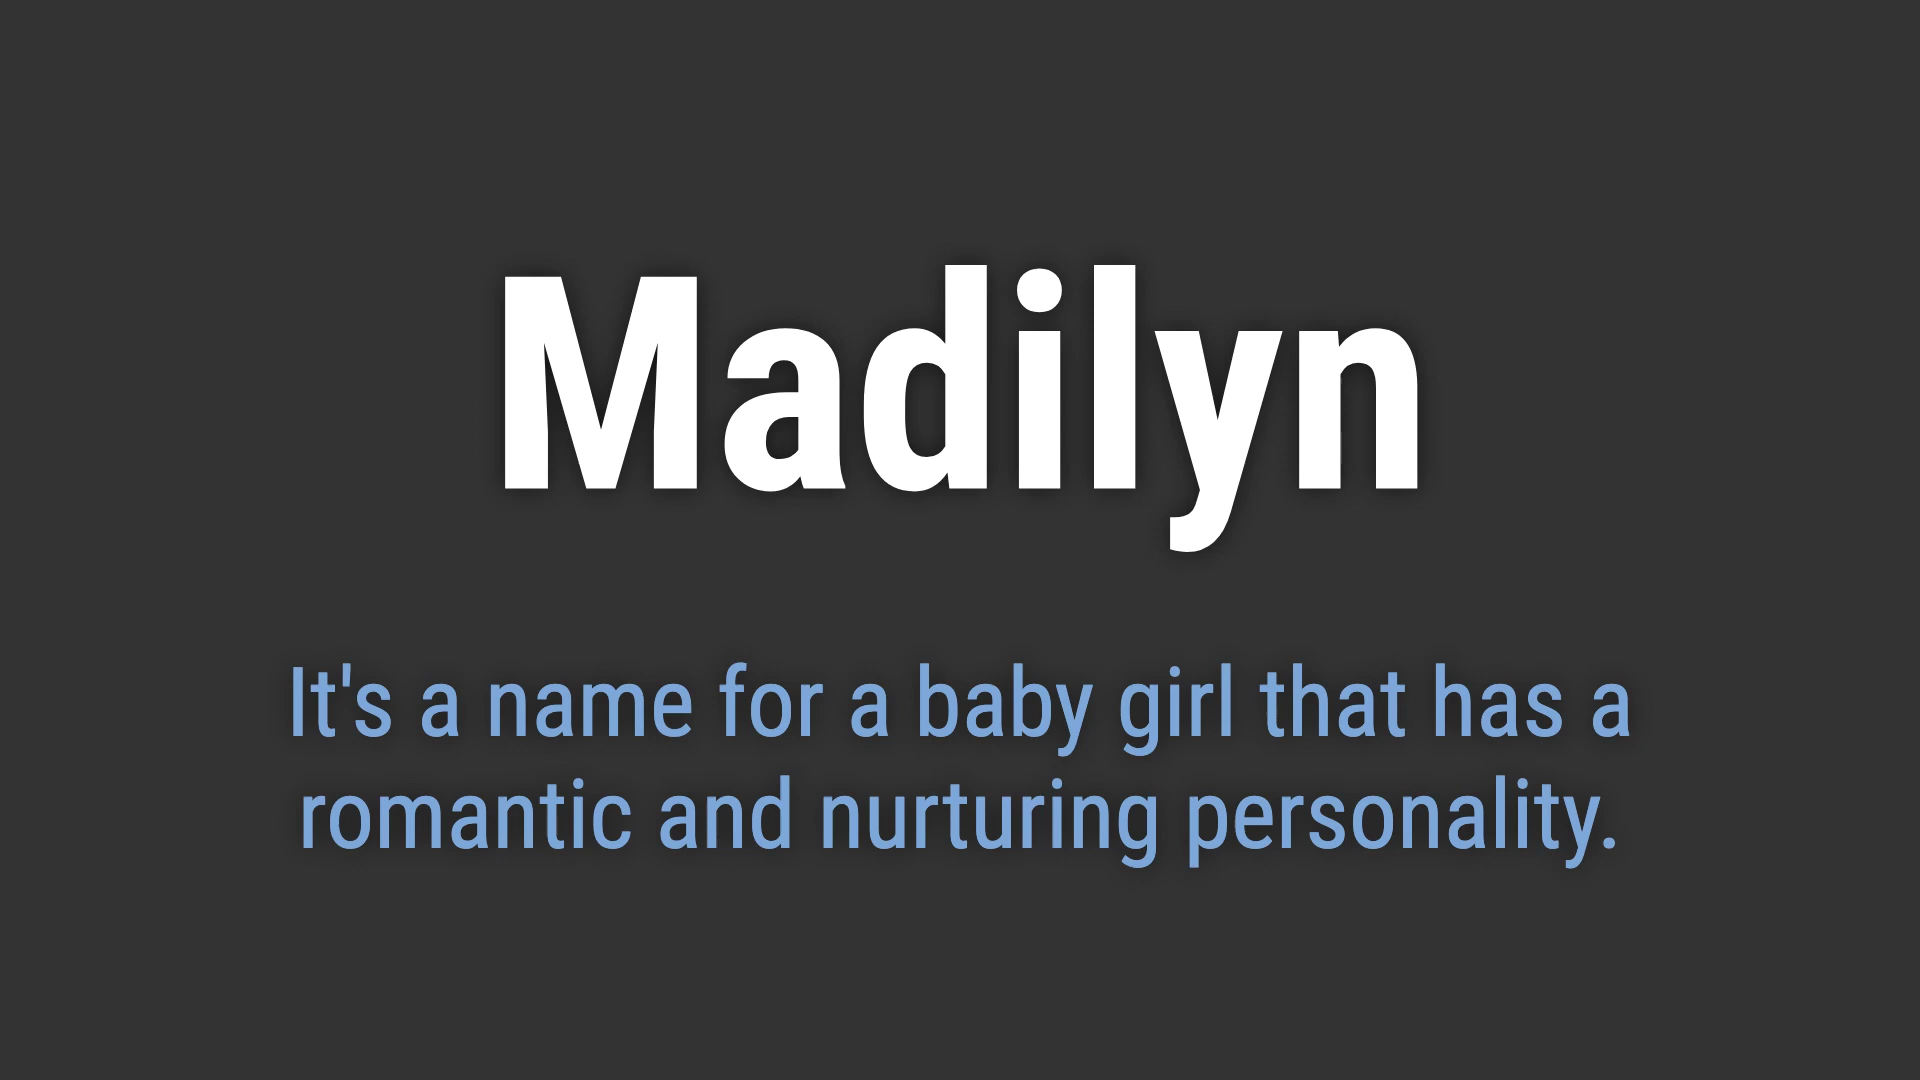 Madilyn
It's a name for a baby girl that has a
romantic and nurturing personality.